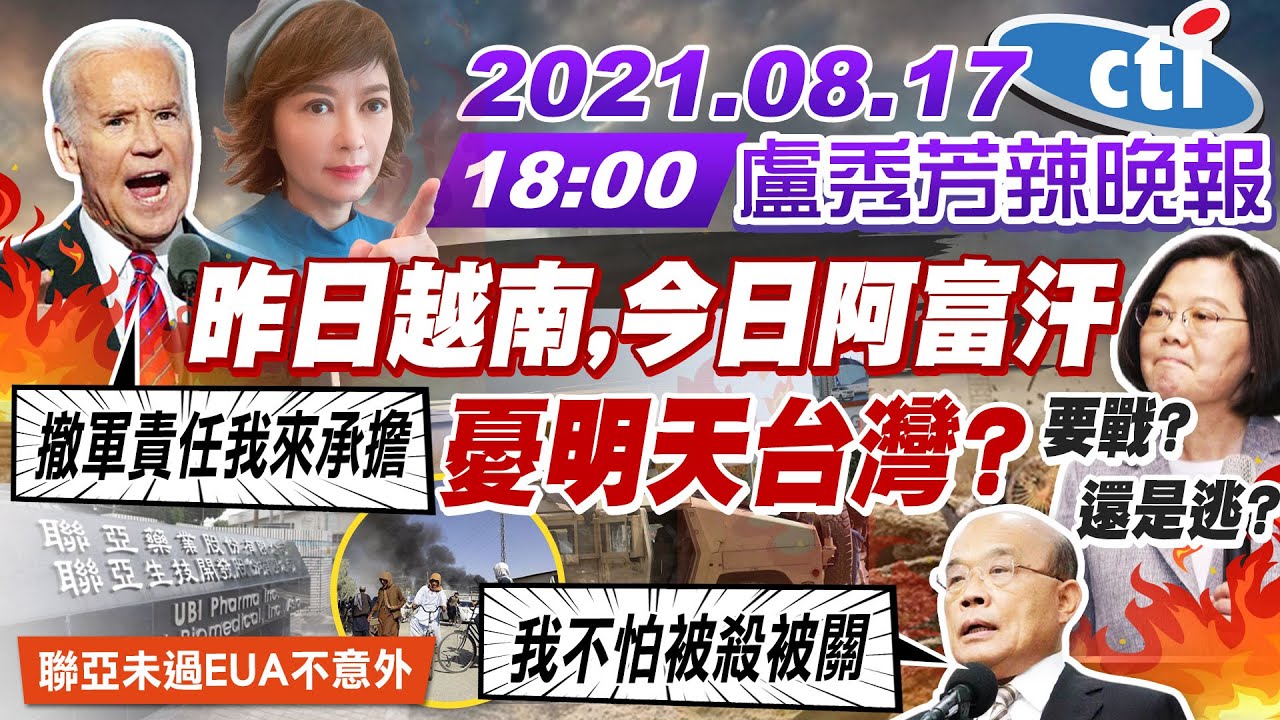 cti
2021.08.17
18:00 盧秀芳辣晚報
昨日越南,今日阿富汗
憂明天台灣?
要戰?
還是逃?
撤軍責任我來承擔
聯亞藥業股份有限公司
聯亞生技開發股份有限公司
UBI Pharma Inc.
Biomedical, Inc.
我不怕被殺被關
聯亞未過EUA不意外